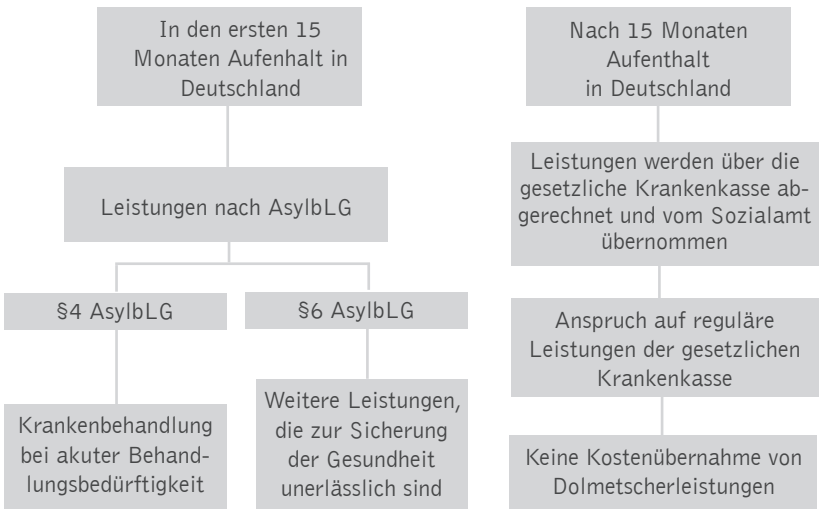 In den ersten 15
Monaten Aufenhalt in
Deutschland
Leistungen nach AsylbLG
§4 AsylbLG
§6 AsylbLG
Krankenbehandlung
bei akuter Behand-
lungsbedürftigkeit
Weitere Leistungen,
die zur Sicherung
der Gesundheit
unerlässlich sind
Nach 15 Monaten
Aufenthalt
in Deutschland
Leistungen werden über die
gesetzliche Krankenkasse ab-
gerechnet und vom Sozialamt
übernommen
Anspruch auf reguläre
Leistungen der gesetzlichen
Krankenkasse
Keine Kostenübernahme von
Dolmetscherleistungen